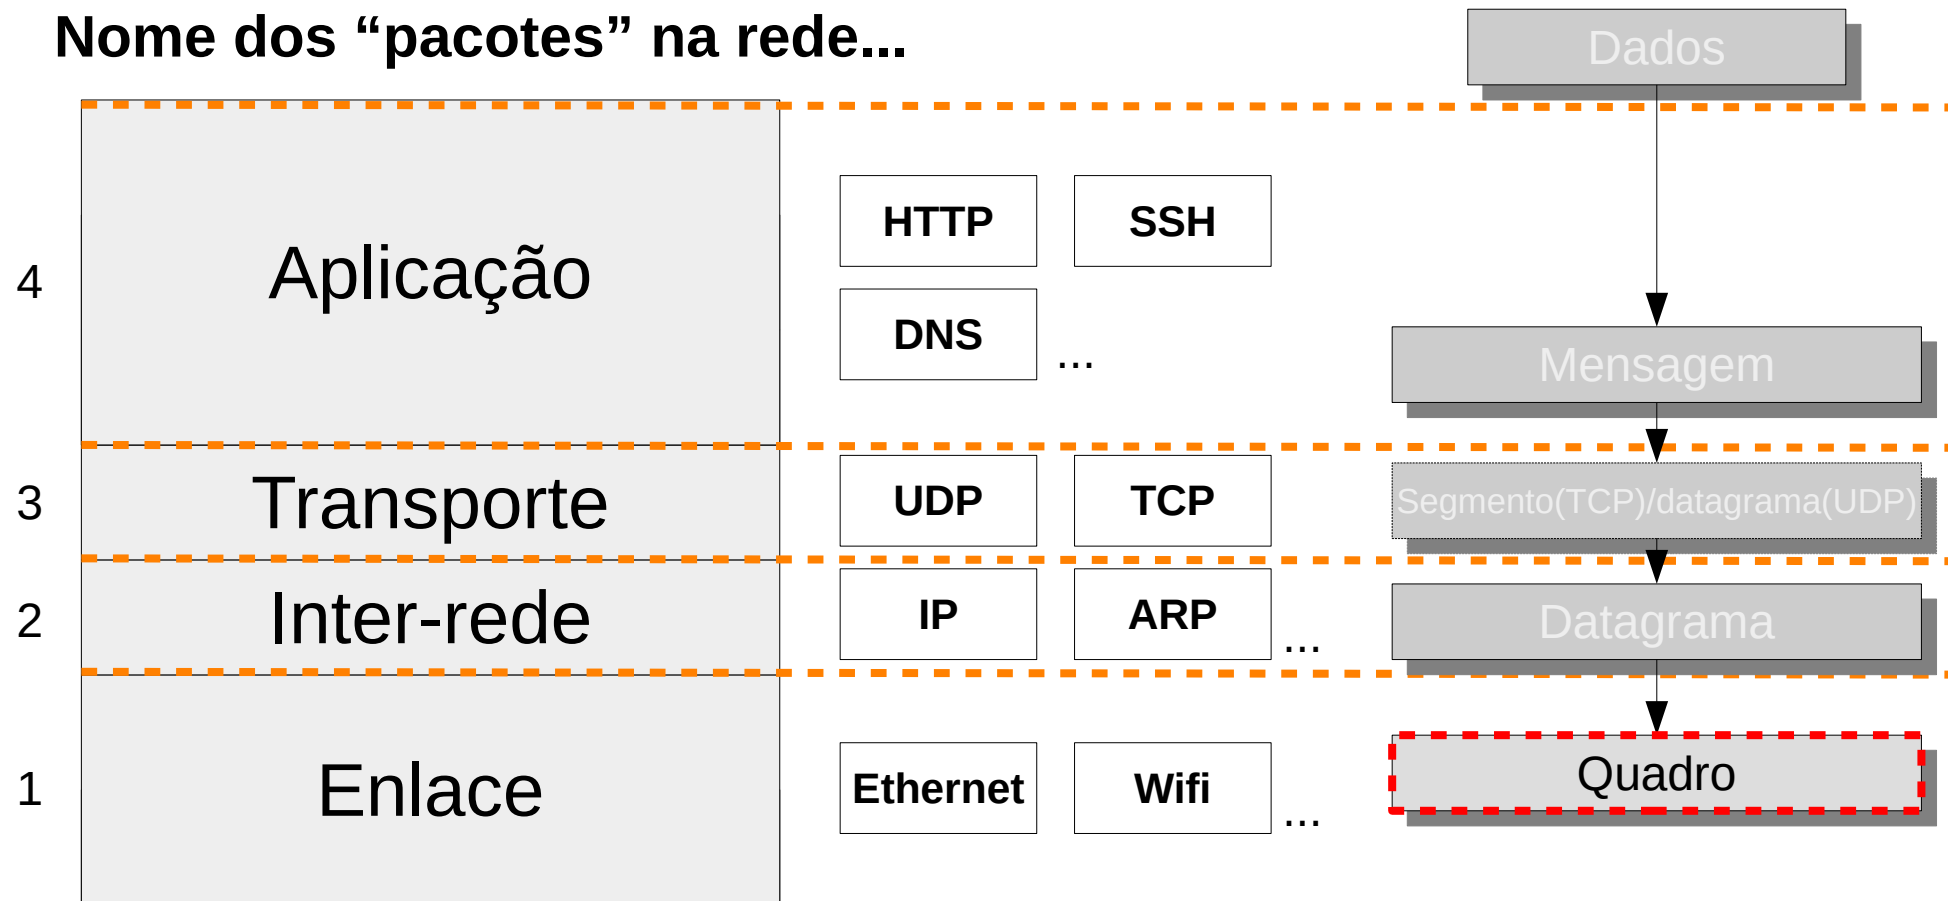 Nome dos “pacotes” na rede...
Dados
4
Aplicação
HTTP
SSH
DNS
...
Mensagem
3
Transporte
UDP
TCP
Segmento(TCP)/datagrama(UDP)
2
Inter-rede
IP
ARP
...
Datagrama
1
Enlace
Ethernet
Wifi
...
Quadro